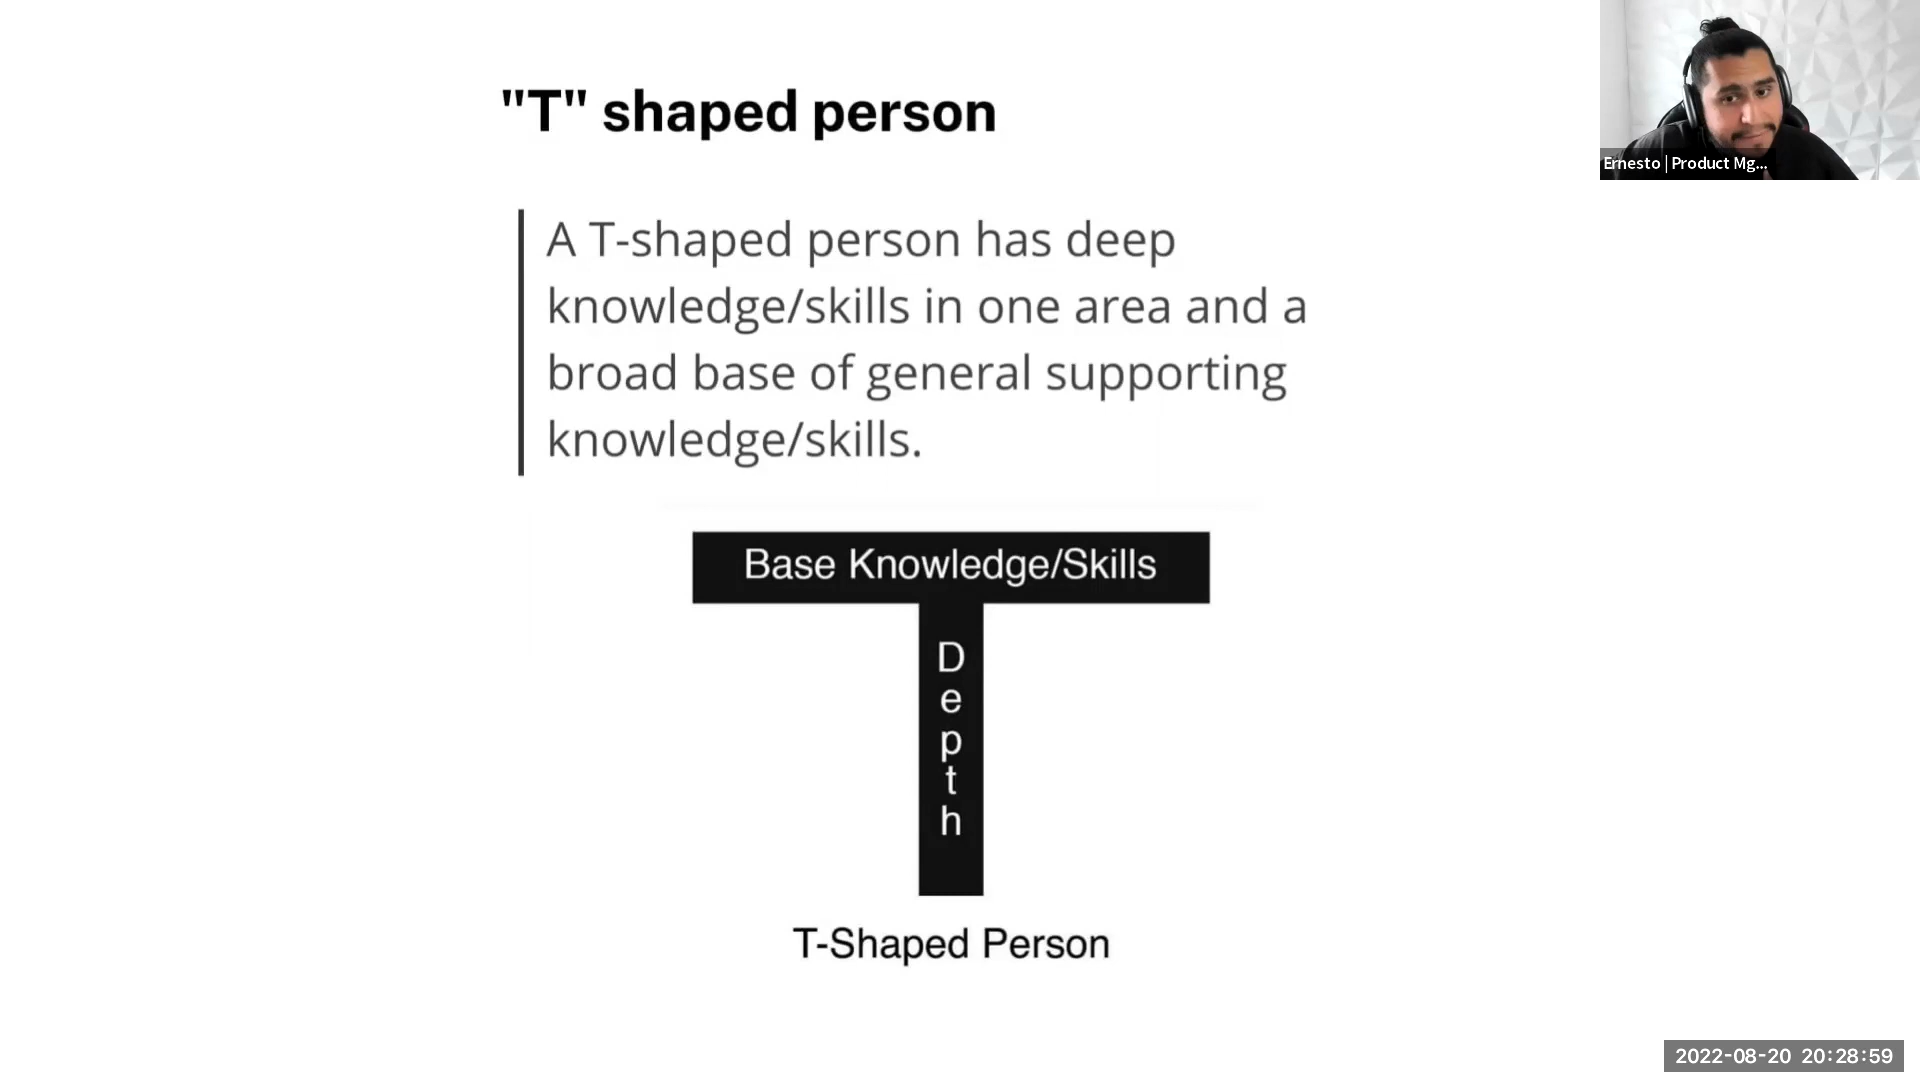 "T" shaped person
Ernesto | Product Mg...
A T-shaped person has deep
knowledge/skills in one area and a
broad base of general supporting
knowledge/skills.
Base Knowledge/Skills
Depth
T-Shaped Person
2022-08-20 20:28:59